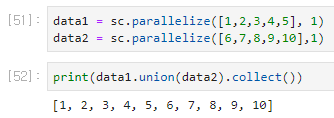 [51]: data1 = sc.parallelize([1,2,3,4,5], 1)
data2 = sc.parallelize([6,7,8,9,10],1)
[52]: print(data1.union(data2).collect())
[1, 2, 3, 4, 5, 6, 7, 8, 9, 10]